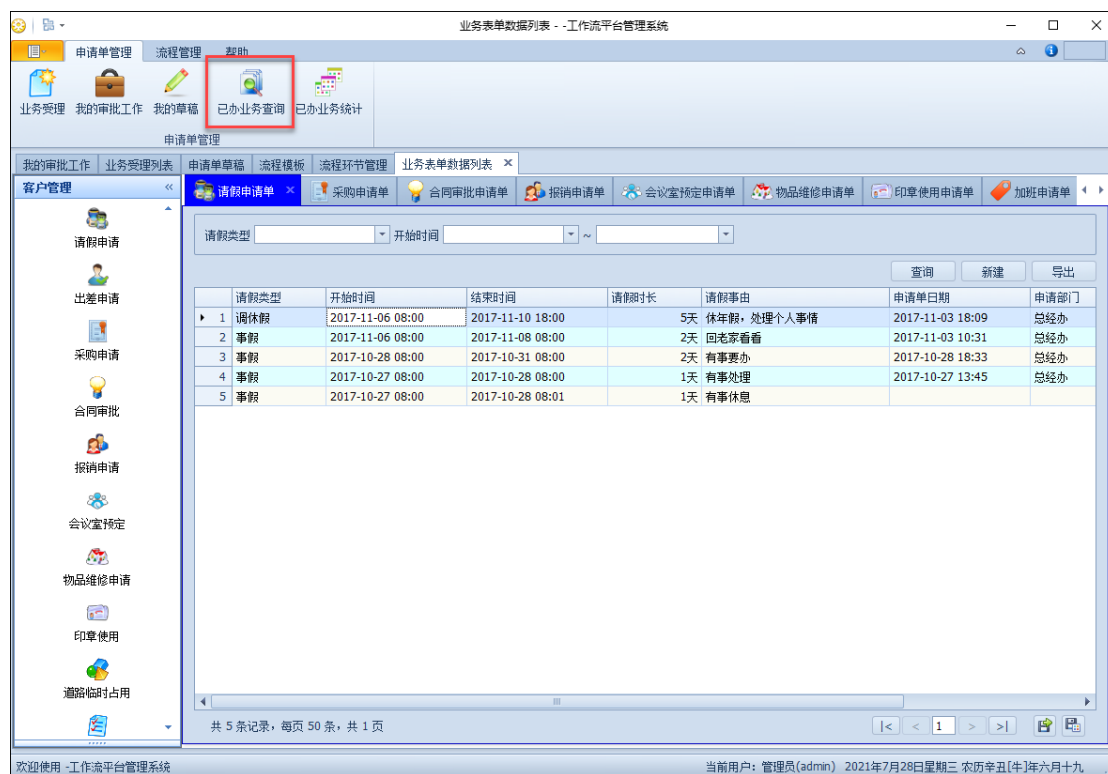 业务表单数据列表 - -工作流平台管理系统
申请单管理 流程管理 帮助
业务受理 我的审批工作 我的草稿 已办业务查询 已办业务统计
申请单管理
我的审批工作 业务受理列表 申请单草稿 流程模板 流程环节管理 业务表单数据列表
客户管理
请假申请
出差申请
采购申请
合同审批
报销申请
会议室预定
物品维修申请
印章使用
道路临时占用
请假申请单 采购申请单 合同审批申请单 报销申请单 会议室预定申请单 物品维修申请单 印章使用申请单 加班申请单
请假类型 开始时间 ~
查询 新建 导出
请假类型 开始时间 结束时间 请假时长 请假事由 申请单日期 申请部门
1 调休假 2017-11-06 08:00 2017-11-10 18:00 5天 休年假，处理个人事情 2017-11-03 18:09 总经办
2 事假 2017-11-06 08:00 2017-11-08 08:00 2天 回老家看看 2017-11-03 10:31 总经办
3 事假 2017-10-28 08:00 2017-10-31 08:00 2天 有事要办 2017-10-28 18:33 总经办
4 事假 2017-10-27 08:00 2017-10-28 08:00 1天 有事处理 2017-10-27 13:45 总经办
5 事假 2017-10-27 08:00 2017-10-28 08:01 1天 有事休息
共 5 条记录，每页 50 条，共 1 页
|< < 1 > >|
欢迎使用 -工作流平台管理系统
当前用户：管理员(admin) 2021年7月28日星期三 农历辛丑[牛]年六月十九